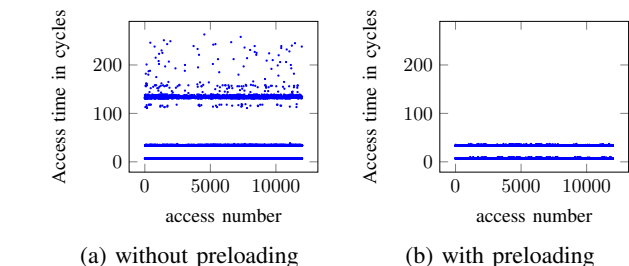 Access time in cycles
200
100
0
0
5000
10000
access number
(a) without preloading
Access time in cycles
200
100
0
0
5000
10000
access number
(b) with preloading